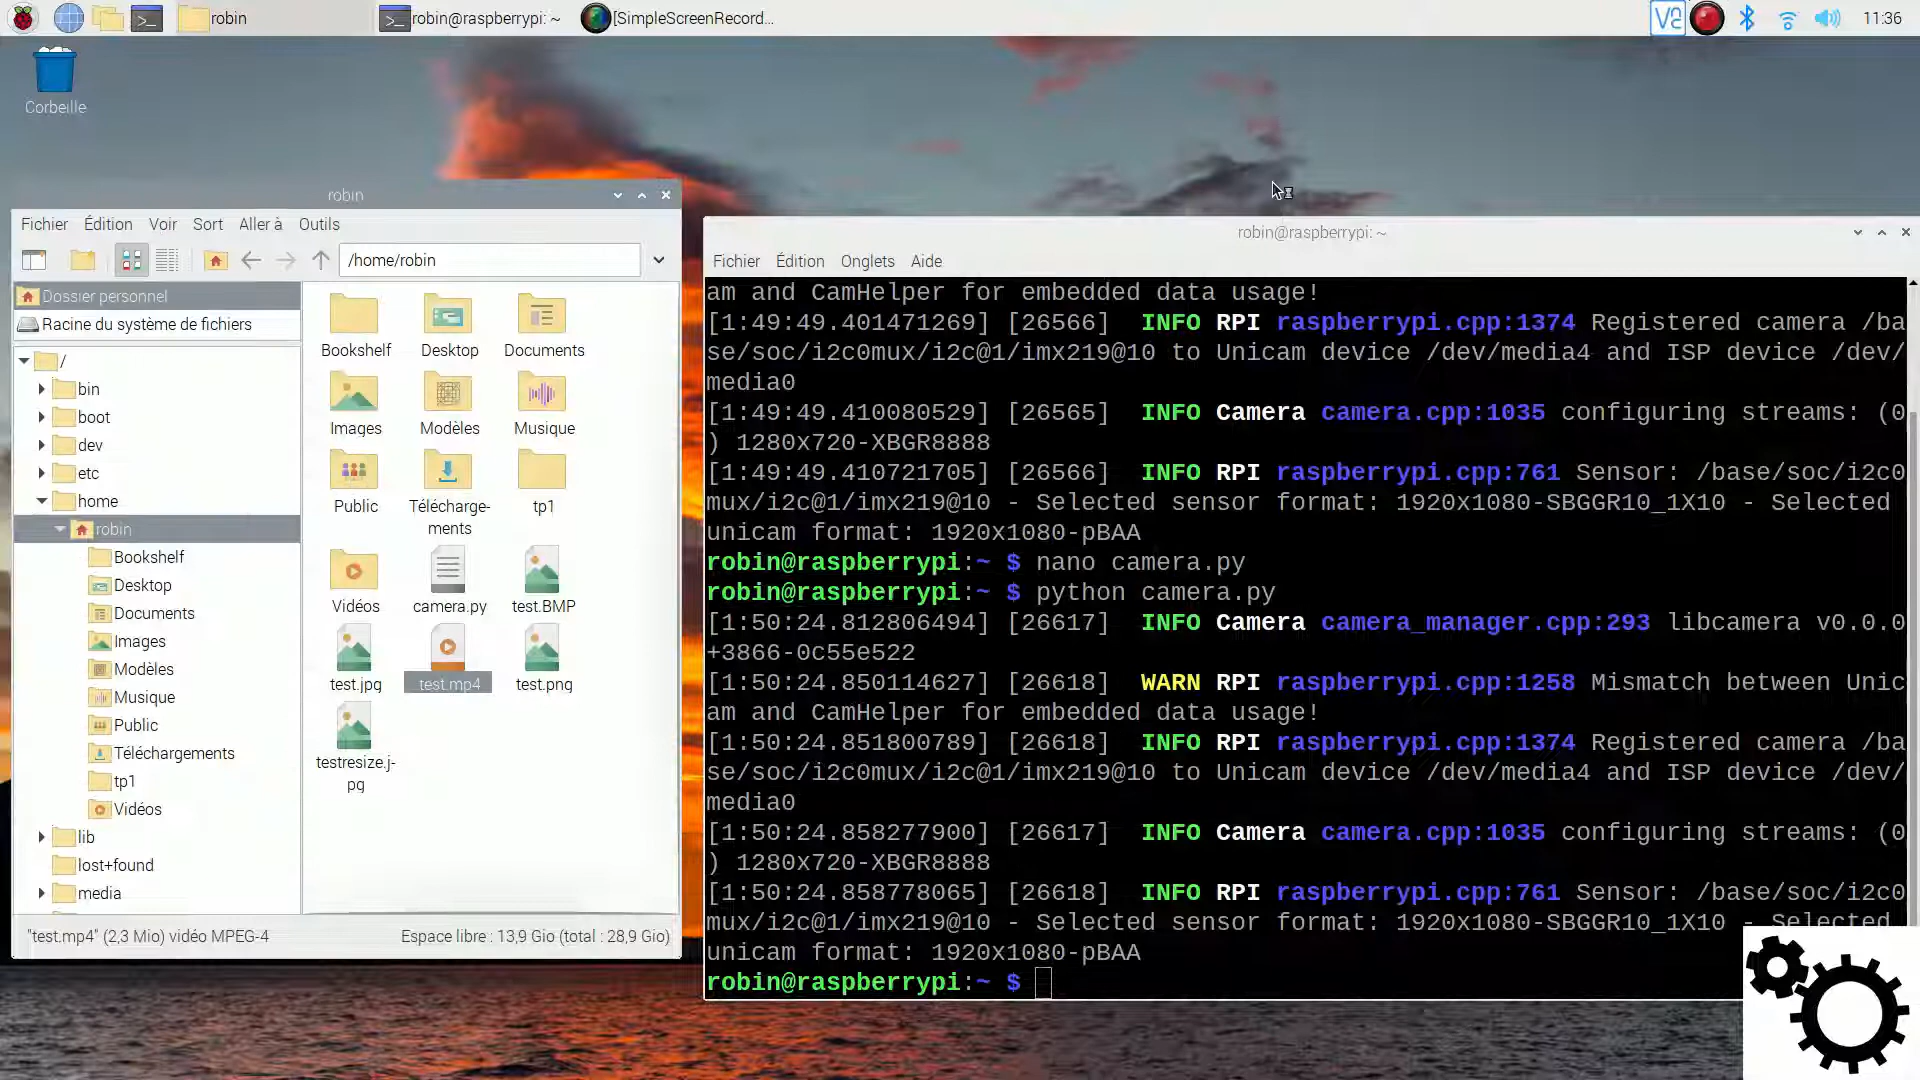 robin
robin@raspberrypi: ~
[SimpleScreenRecord...
11:36
Corbeille
robin
Fichier Édition Voir Sort Aller à Outils
/home/robin
Dossier personnel
Racine du système de fichiers
/
bin
boot
dev
etc
home
robin
Bookshelf
Desktop
Documents
Images
Modèles
Musique
Public
Téléchargements
tp1
Vidéos
lib
lost+found
media
Bookshelf Desktop Documents
Images Modèles Musique
Public Télécharge-
ments tp1
Vidéos camera.py test.BMP
test.jpg test.mp4 test.png
testresize.j-
pg
"test.mp4" (2,3 Mio) vidéo MPEG-4 Espace libre : 13,9 Gio (total : 28,9 Gio)
robin@raspberrypi: ~
Fichier Édition Onglets Aide
am and CamHelper for embedded data usage!
[1:49:49.401471269] [26566] INFO RPI raspberrypi.cpp:1374 Registered camera /ba
se/soc/i2c0mux/i2c@1/imx219@10 to Unicam device /dev/media4 and ISP device /dev/
media0
[1:49:49.410080529] [26565] INFO Camera camera.cpp:1035 configuring streams: (0
) 1280x720-XBGR8888
[1:49:49.410721705] [26566] INFO RPI raspberrypi.cpp:761 Sensor: /base/soc/i2c0
mux/i2c@1/imx219@10 - Selected sensor format: 1920x1080-SBGGR10_1X10 - Selected
unicam format: 1920x1080-pBAA
robin@raspberrypi:~ $ nano camera.py
robin@raspberrypi:~ $ python camera.py
[1:50:24.812806494] [26617] INFO Camera camera_manager.cpp:293 libcamera v0.0.0
+3866-0c55e522
[1:50:24.850114627] [26618] WARN RPI raspberrypi.cpp:1258 Mismatch between Unic
am and CamHelper for embedded data usage!
[1:50:24.851800789] [26618] INFO RPI raspberrypi.cpp:1374 Registered camera /ba
se/soc/i2c0mux/i2c@1/imx219@10 to Unicam device /dev/media4 and ISP device /dev/
media0
[1:50:24.858277900] [26617] INFO Camera camera.cpp:1035 configuring streams: (0
) 1280x720-XBGR8888
[1:50:24.858778065] [26618] INFO RPI raspberrypi.cpp:761 Sensor: /base/soc/i2c0
mux/i2c@1/imx219@10 - Selected sensor format: 1920x1080-SBGGR10_1X10 - Selected
unicam format: 1920x1080-pBAA
robin@raspberrypi:~ $